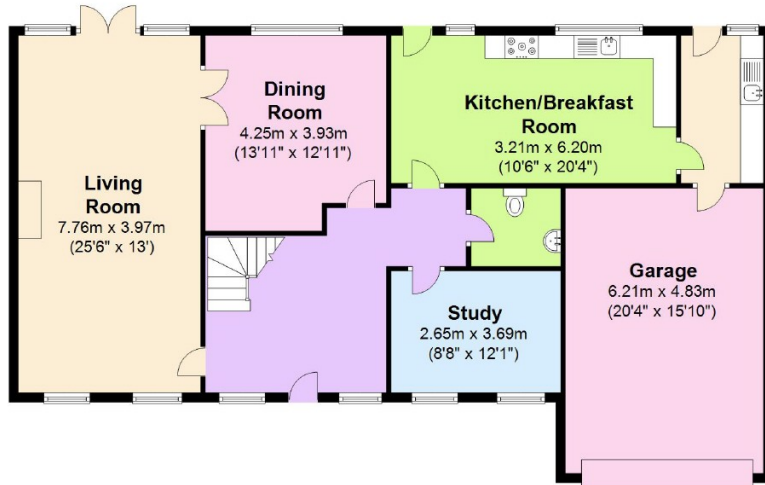 Living
Room
7.76m x 3.97m
(25'6" x 13')
Dining
Room
4.25m x 3.93m
(13'11" x 12'11")
Kitchen/Breakfast
Room
3.21m x 6.20m
(10'6" x 20'4")
Study
2.65m x 3.69m
(8'8" x 12'1")
Garage
6.21m x 4.83m
(20'4" x 15'10")